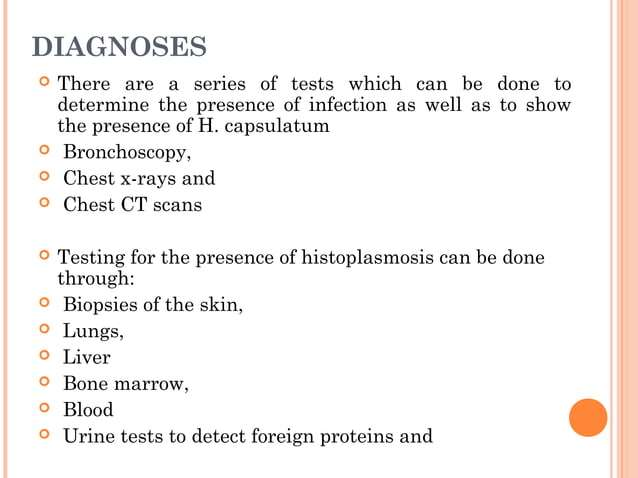 DIAGNOSES
There are a series of tests which can be done to
determine the presence of infection as well as to show
the presence of H. capsulatum
Bronchoscopy,
Chest x-rays and
Chest CT scans
Testing for the presence of histoplasmosis can be done
through:
Biopsies of the skin,
Lungs,
Liver
Bone marrow,
Blood
Urine tests to detect foreign proteins and